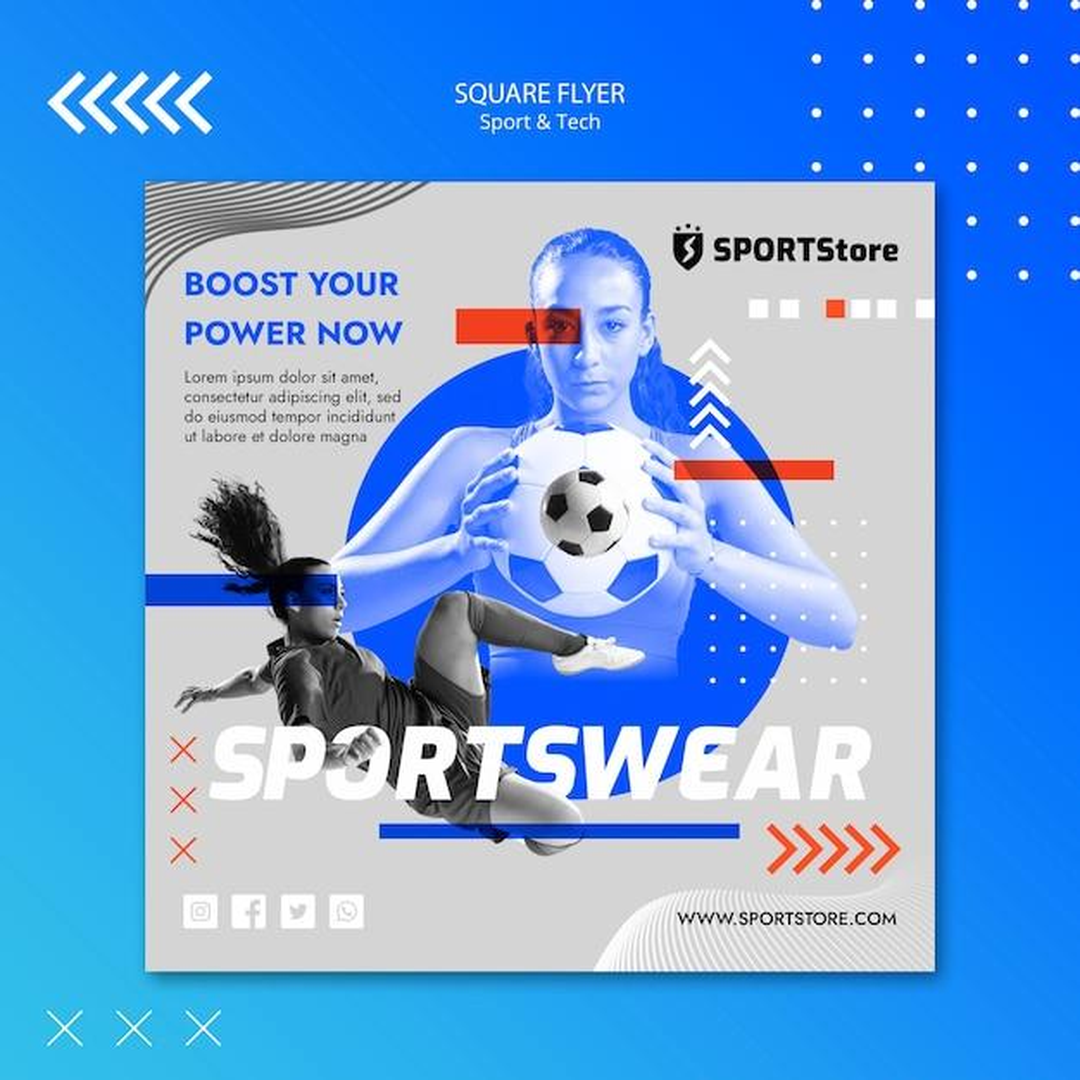 SQUARE FLYER
Sport & Tech
SPORTStore
BOOST YOUR
POWER NOW
Lorem ipsum dolor sit amet,
consectetur adipiscing elit, sed
do eiusmod tempor incididunt
ut labore et dolore magna
SPORTSWEAR
WWW.SPORTSTORE.COM